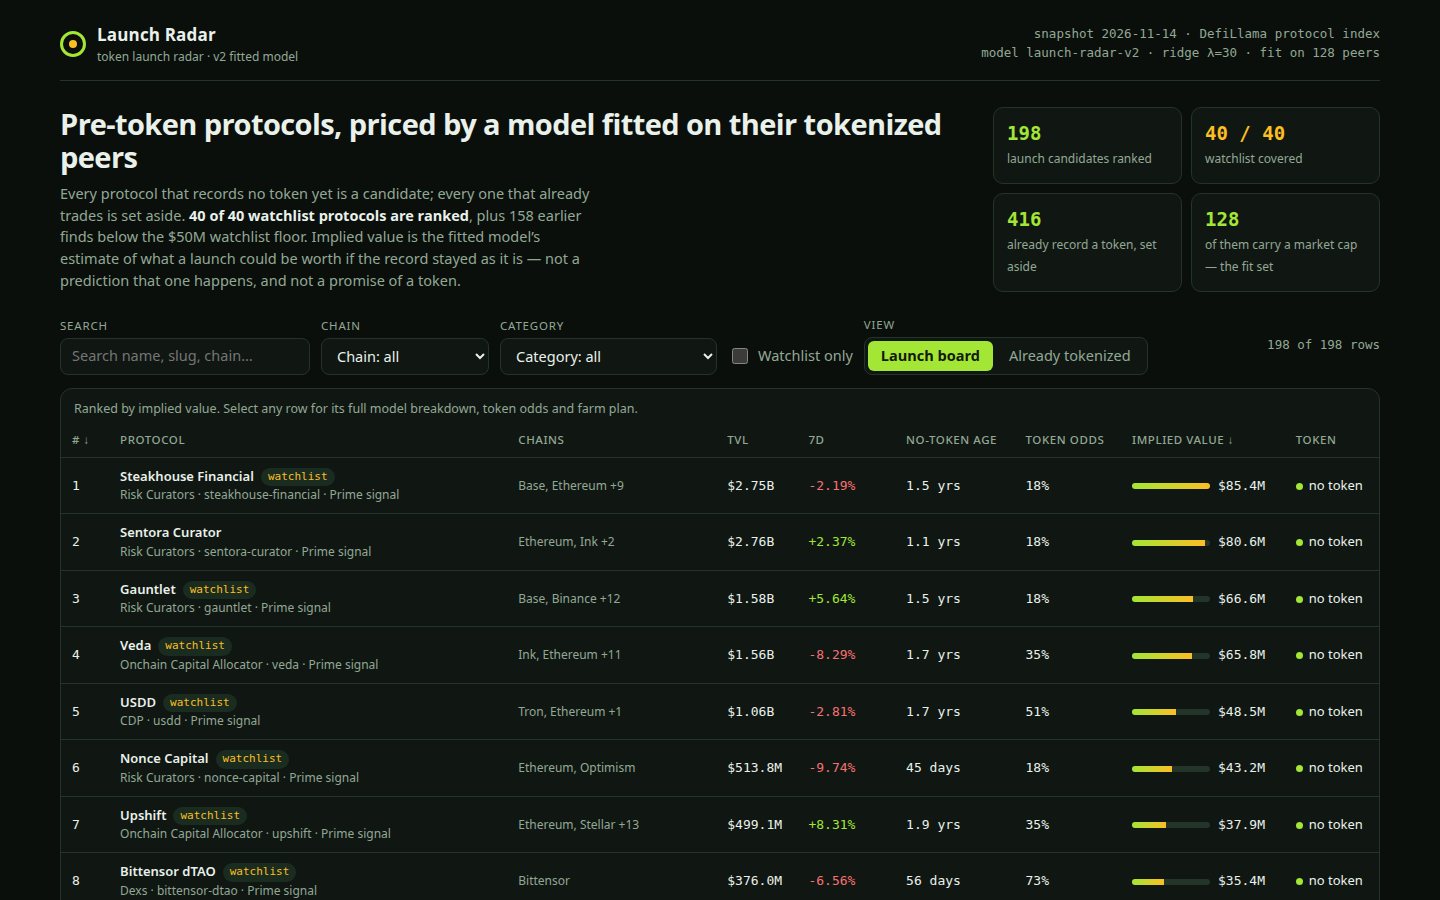 Launch Radar
token launch radar · v2 fitted model
snapshot 2026-11-14 · DefiLlama protocol index
model launch-radar-v2 · ridge λ=30 · fit on 128 peers
Pre-token protocols, priced by a model fitted on their tokenized
peers
Every protocol that records no token yet is a candidate; every one that already
trades is set aside. 40 of 40 watchlist protocols are ranked, plus 158 earlier
finds below the $50M watchlist floor. Implied value is the fitted model's
estimate of what a launch could be worth if the record stayed as it is — not a
prediction that one happens, and not a promise of a token.
198
launch candidates ranked
40 / 40
watchlist covered
416
already record a token, set
aside
128
of them carry a market cap
— the fit set
SEARCH
Search name, slug, chain...
CHAIN
Chain: all
CATEGORY
Category: all
Watchlist only
VIEW
Launch board
Already tokenized
198 of 198 rows
Ranked by implied value. Select any row for its full model breakdown, token odds and farm plan.
# ↓ PROTOCOL CHAINS TVL 7D NO-TOKEN AGE TOKEN ODDS IMPLIED VALUE ↓ TOKEN
1 Steakhouse Financial watchlist Base, Ethereum +9 $2.75B -2.19% 1.5 yrs 18% $85.4M no token
Risk Curators · steakhouse-financial · Prime signal
2 Sentora Curator Ethereum, Ink +2 $2.76B +2.37% 1.1 yrs 18% $80.6M no token
Risk Curators · sentora-curator · Prime signal
3 Gauntlet watchlist Base, Binance +12 $1.58B +5.64% 1.5 yrs 18% $66.6M no token
Risk Curators · gauntlet · Prime signal
4 Veda watchlist Ink, Ethereum +11 $1.56B -8.29% 1.7 yrs 35% $65.8M no token
Onchain Capital Allocator · veda · Prime signal
5 USDD watchlist Tron, Ethereum +1 $1.06B -2.81% 1.7 yrs 51% $48.5M no token
CDP · usdd · Prime signal
6 Nonce Capital watchlist Ethereum, Optimism $513.8M -9.74% 45 days 18% $43.2M no token
Risk Curators · nonce-capital · Prime signal
7 Upshift watchlist Ethereum, Stellar +13 $499.1M +8.31% 1.9 yrs 35% $37.9M no token
Onchain Capital Allocator · upshift · Prime signal
8 Bittensor dTAO watchlist Bittensor $376.0M -6.56% 56 days 73% $35.4M no token
Dexs · bittensor-dtao · Prime signal